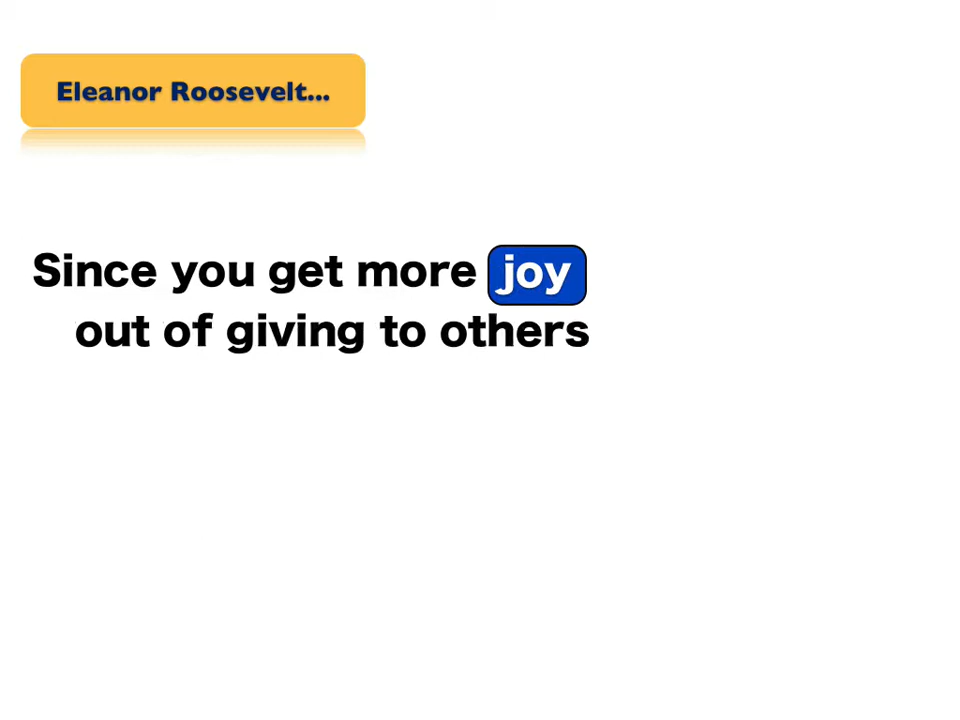 Eleanor Roosevelt...
Since you get more joy
out of giving to others